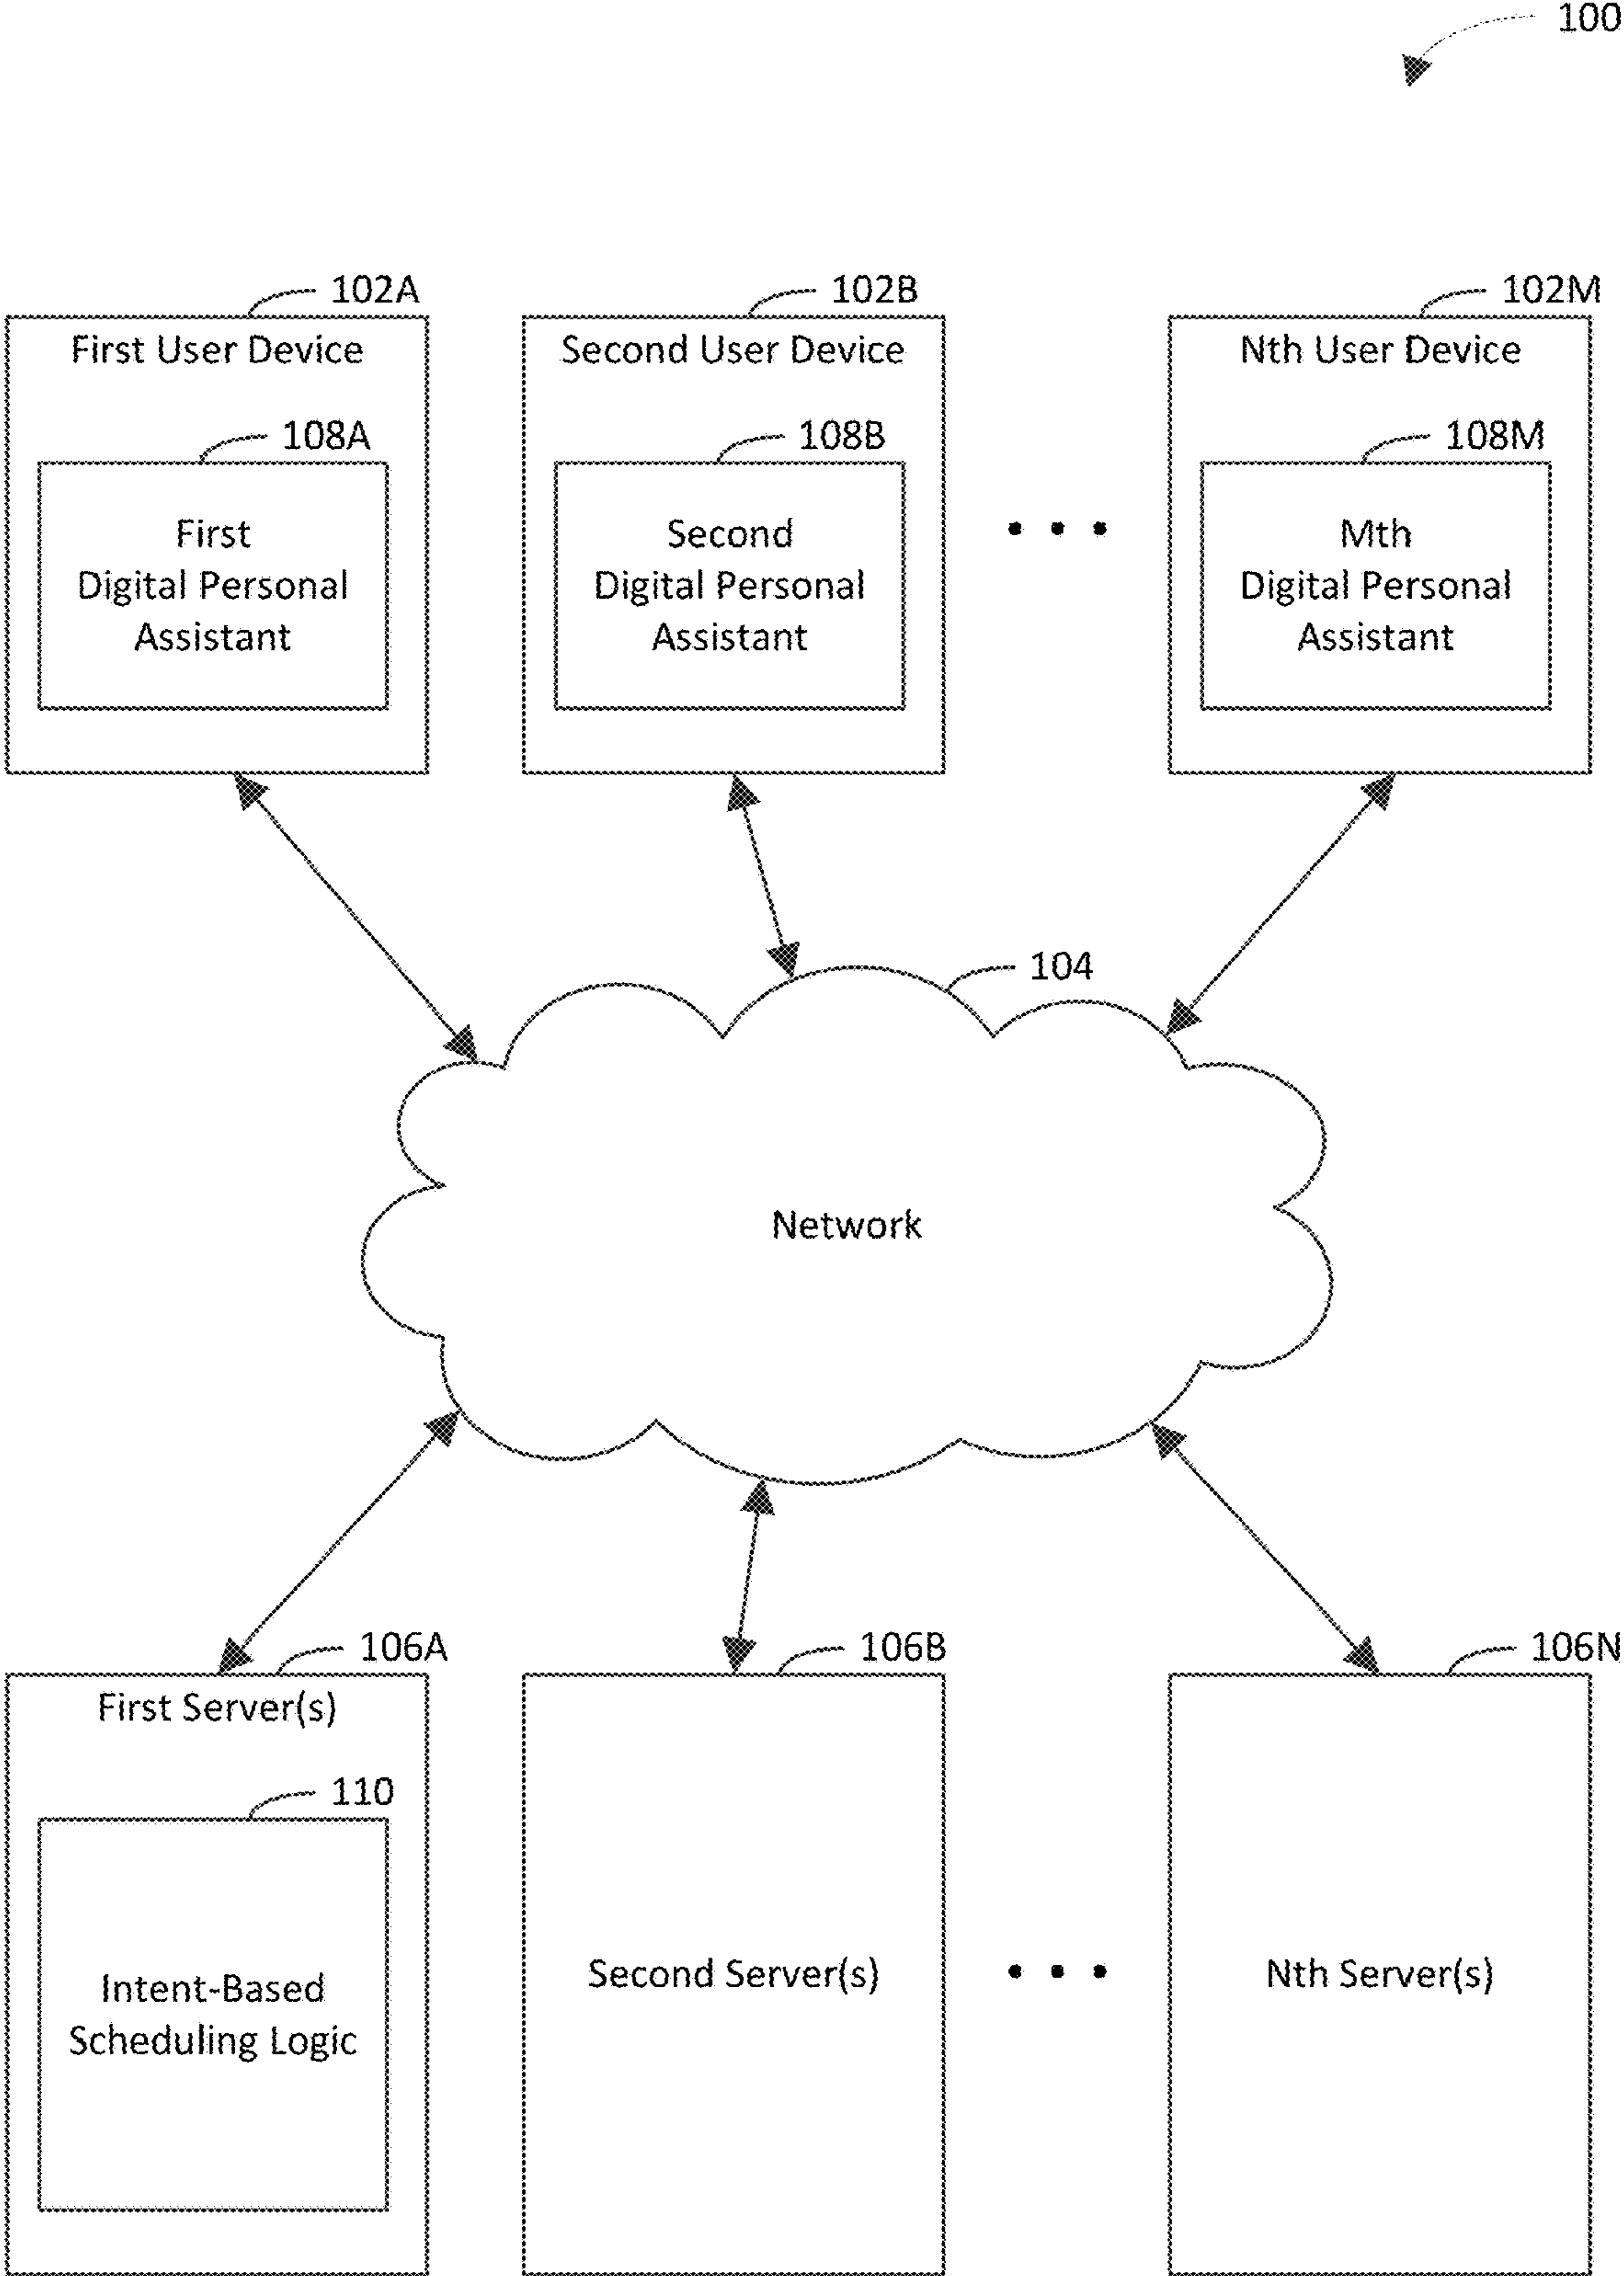 100
102A
102B
102M
First User Device
Second User Device
Nth User Device
108A
108B
108M
First
Digital Personal
Assistant
Second
Digital Personal
Assistant
Mth
Digital Personal
Assistant
104
Network
106A
106B
106N
First Server(s)
110
Intent-Based
Scheduling Logic
Second Server(s)
Nth Server(s)